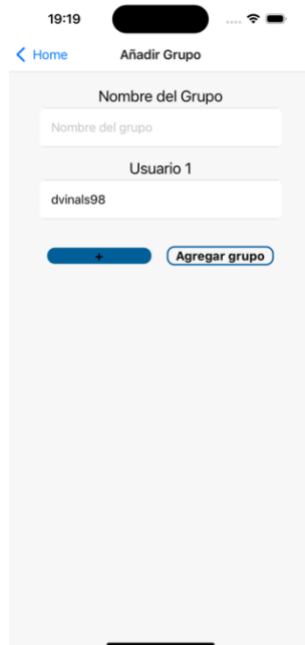 19:19
Home Añadir Grupo
Nombre del Grupo
Nombre del grupo
Usuario 1
dvinals98
+ Agregar grupo